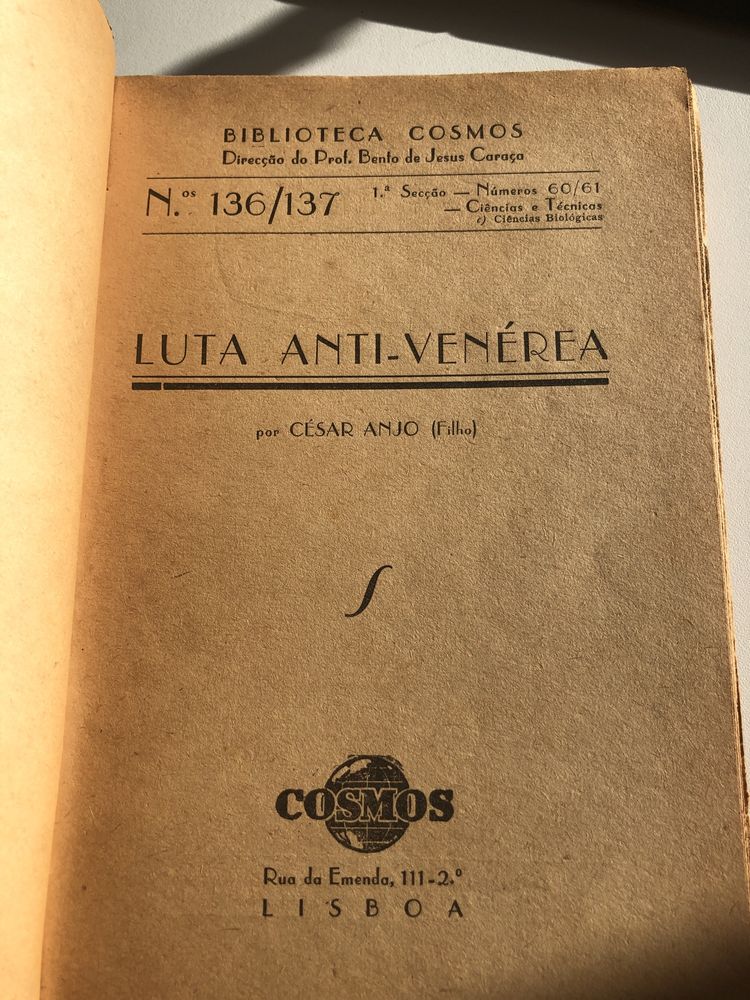 BIBLIOTECA COSMOS
Direcção do Prof. Bento de Jesus Caraça
N.os 136/137
1.ª Secção — Números 60/61
— Ciências e Técnicas
c) Ciências Biológicas
LUTA ANTI-VENÉREA
por CÉSAR ANJO (Filho)
COSMOS
Rua da Emenda, 111-2.º
LISBOA